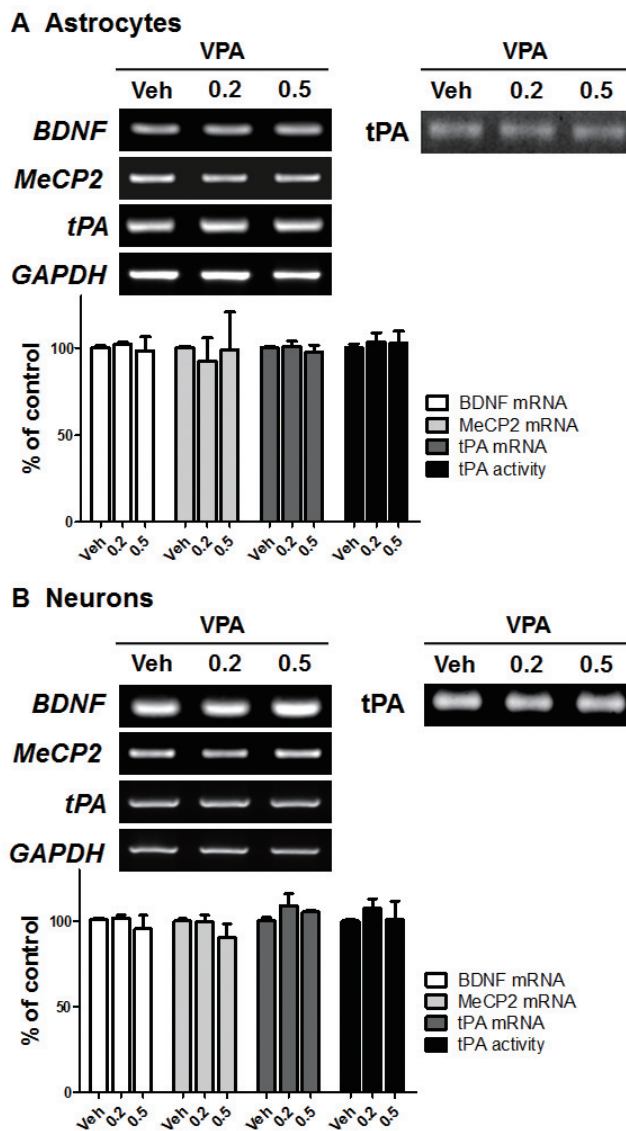 A Astrocytes
VPA
Veh 0.2 0.5
BDNF
MeCP2
tPA
GAPDH
VPA
Veh 0.2 0.5
tPA
% of control
100
50
0
Veh 0.2 0.5 Veh 0.2 0.5 Veh 0.2 0.5 Veh 0.2 0.5
BDNF mRNA
MeCP2 mRNA
tPA mRNA
tPA activity
B Neurons
VPA
Veh 0.2 0.5
BDNF
MeCP2
tPA
GAPDH
VPA
Veh 0.2 0.5
tPA
% of control
100
50
0
Veh 0.2 0.5 Veh 0.2 0.5 Veh 0.2 0.5 Veh 0.2 0.5
BDNF mRNA
MeCP2 mRNA
tPA mRNA
tPA activity